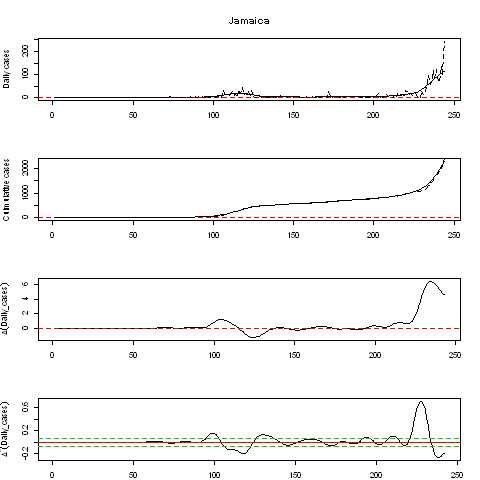 Jamaica
Daily cases
0 100 200
0 50 100 150 200 250
Cumulative cases
0 1000 2000
0 50 100 150 200 250
Δ(Daily_cases)
0 2 4 6
0 50 100 150 200 250
Δ²(Daily_cases)
-0.2 0.2 0.6
0 50 100 150 200 250